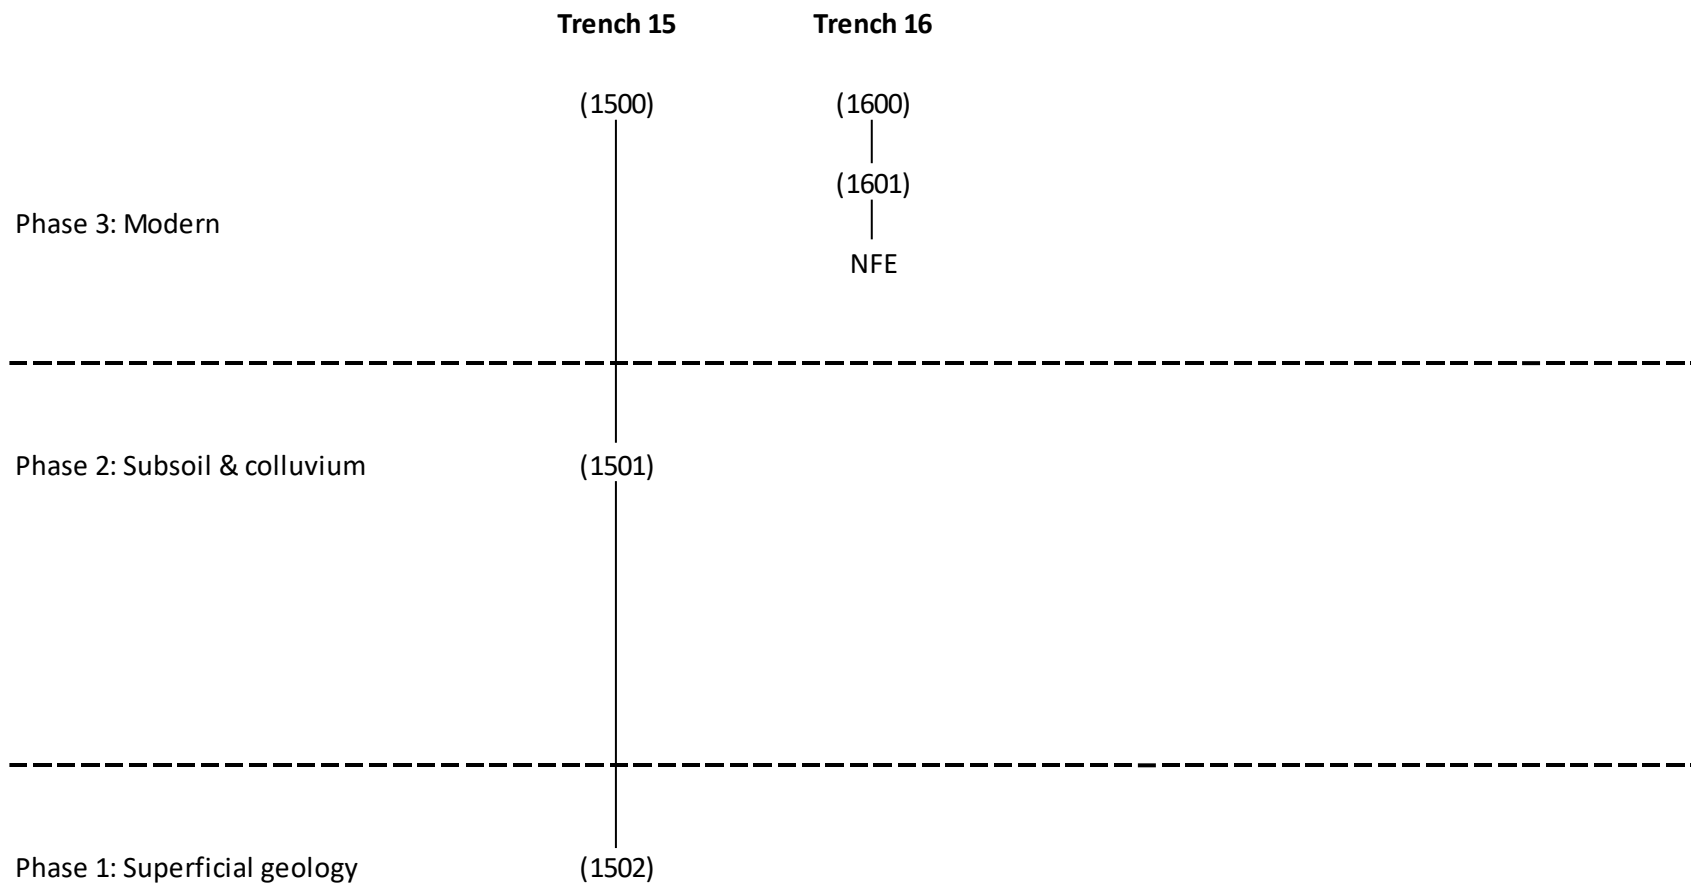 Trench 15 Trench 16
(1500) (1600)
(1601)
Phase 3: Modern
NFE
Phase 2: Subsoil & colluvium (1501)
Phase 1: Superficial geology (1502)